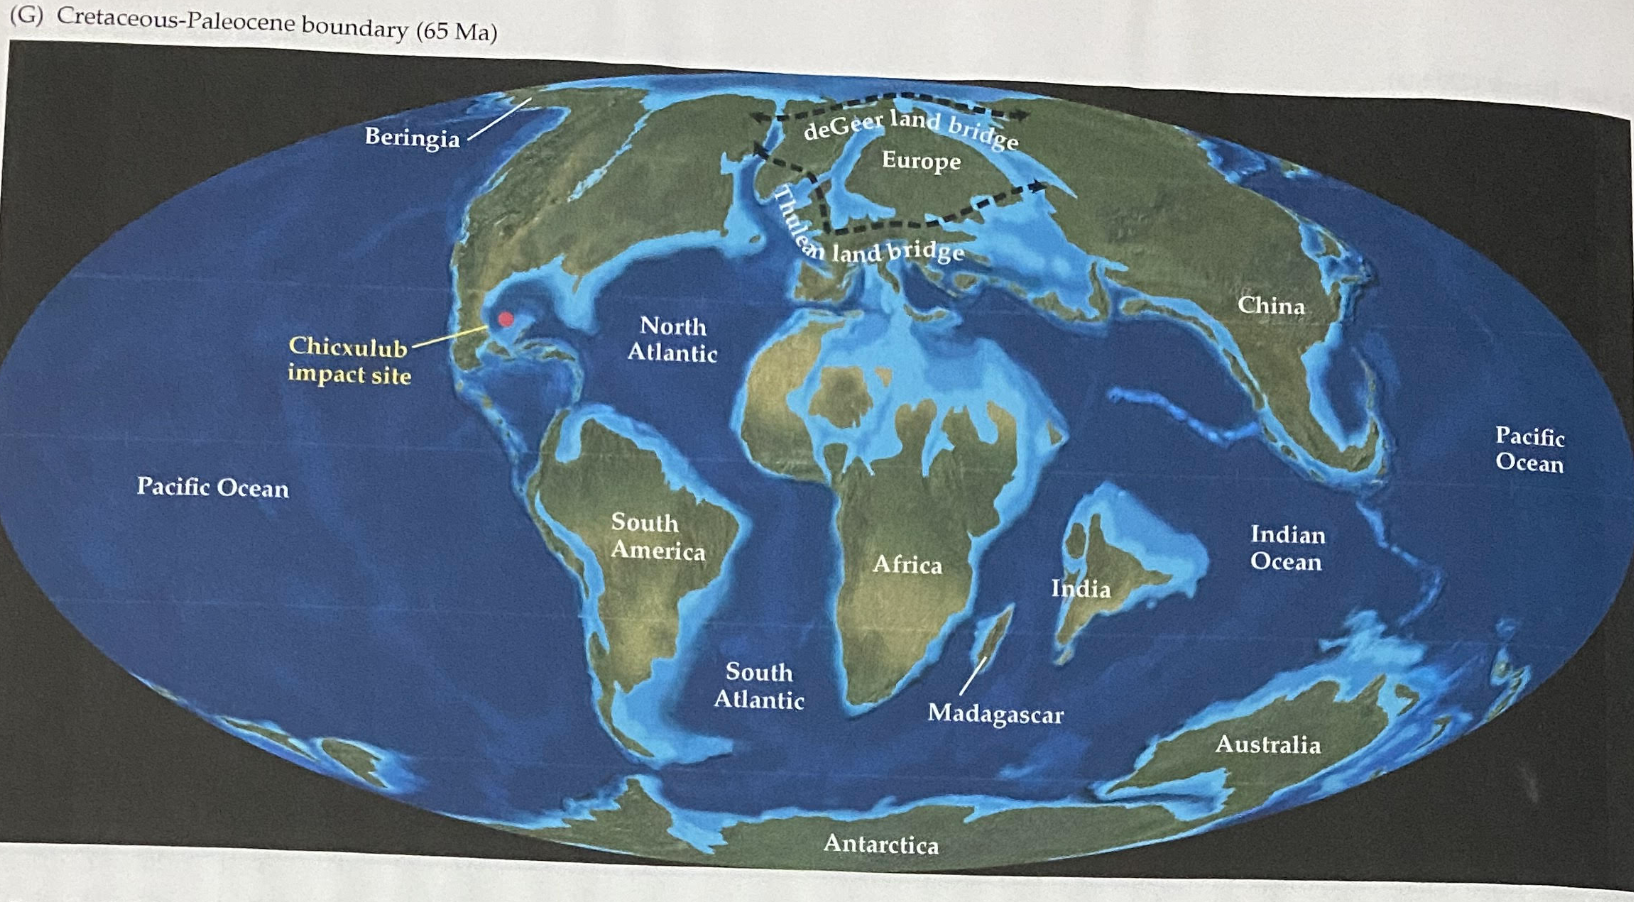 (G) Cretaceous-Paleocene boundary (65 Ma)
Beringia
deGeer land bridge
Europe
Thulean land bridge
China
Chicxulub
impact site
North
Atlantic
Pacific
Ocean
Pacific Ocean
South
America
Africa
India
Indian
Ocean
South
Atlantic
Madagascar
Australia
Antarctica